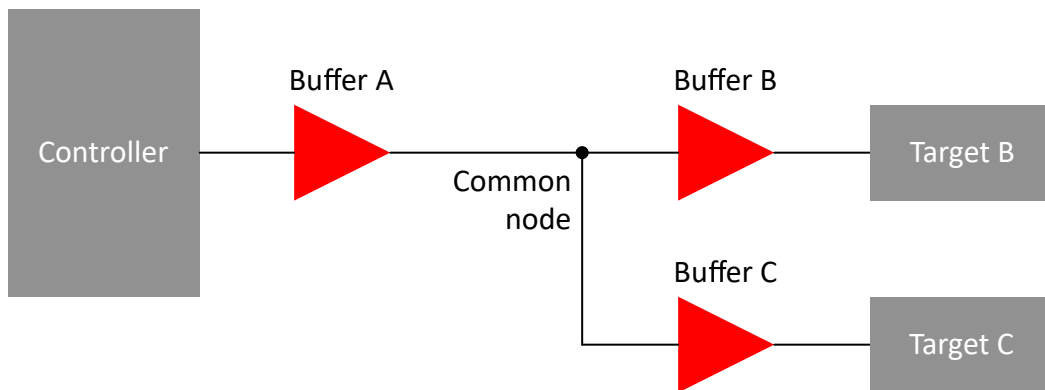 Buffer A
Buffer B
Controller
Target B
Common
node
Buffer C
Target C